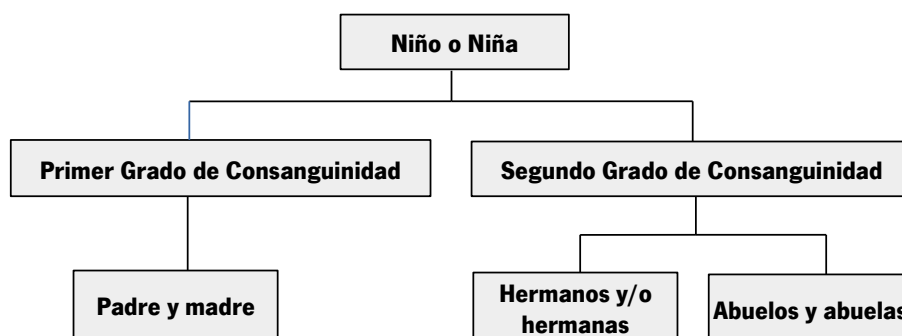 Niño o Niña
Primer Grado de Consanguinidad
Segundo Grado de Consanguinidad
Padre y madre
Hermanos y/o
hermanas
Abuelos y abuelas